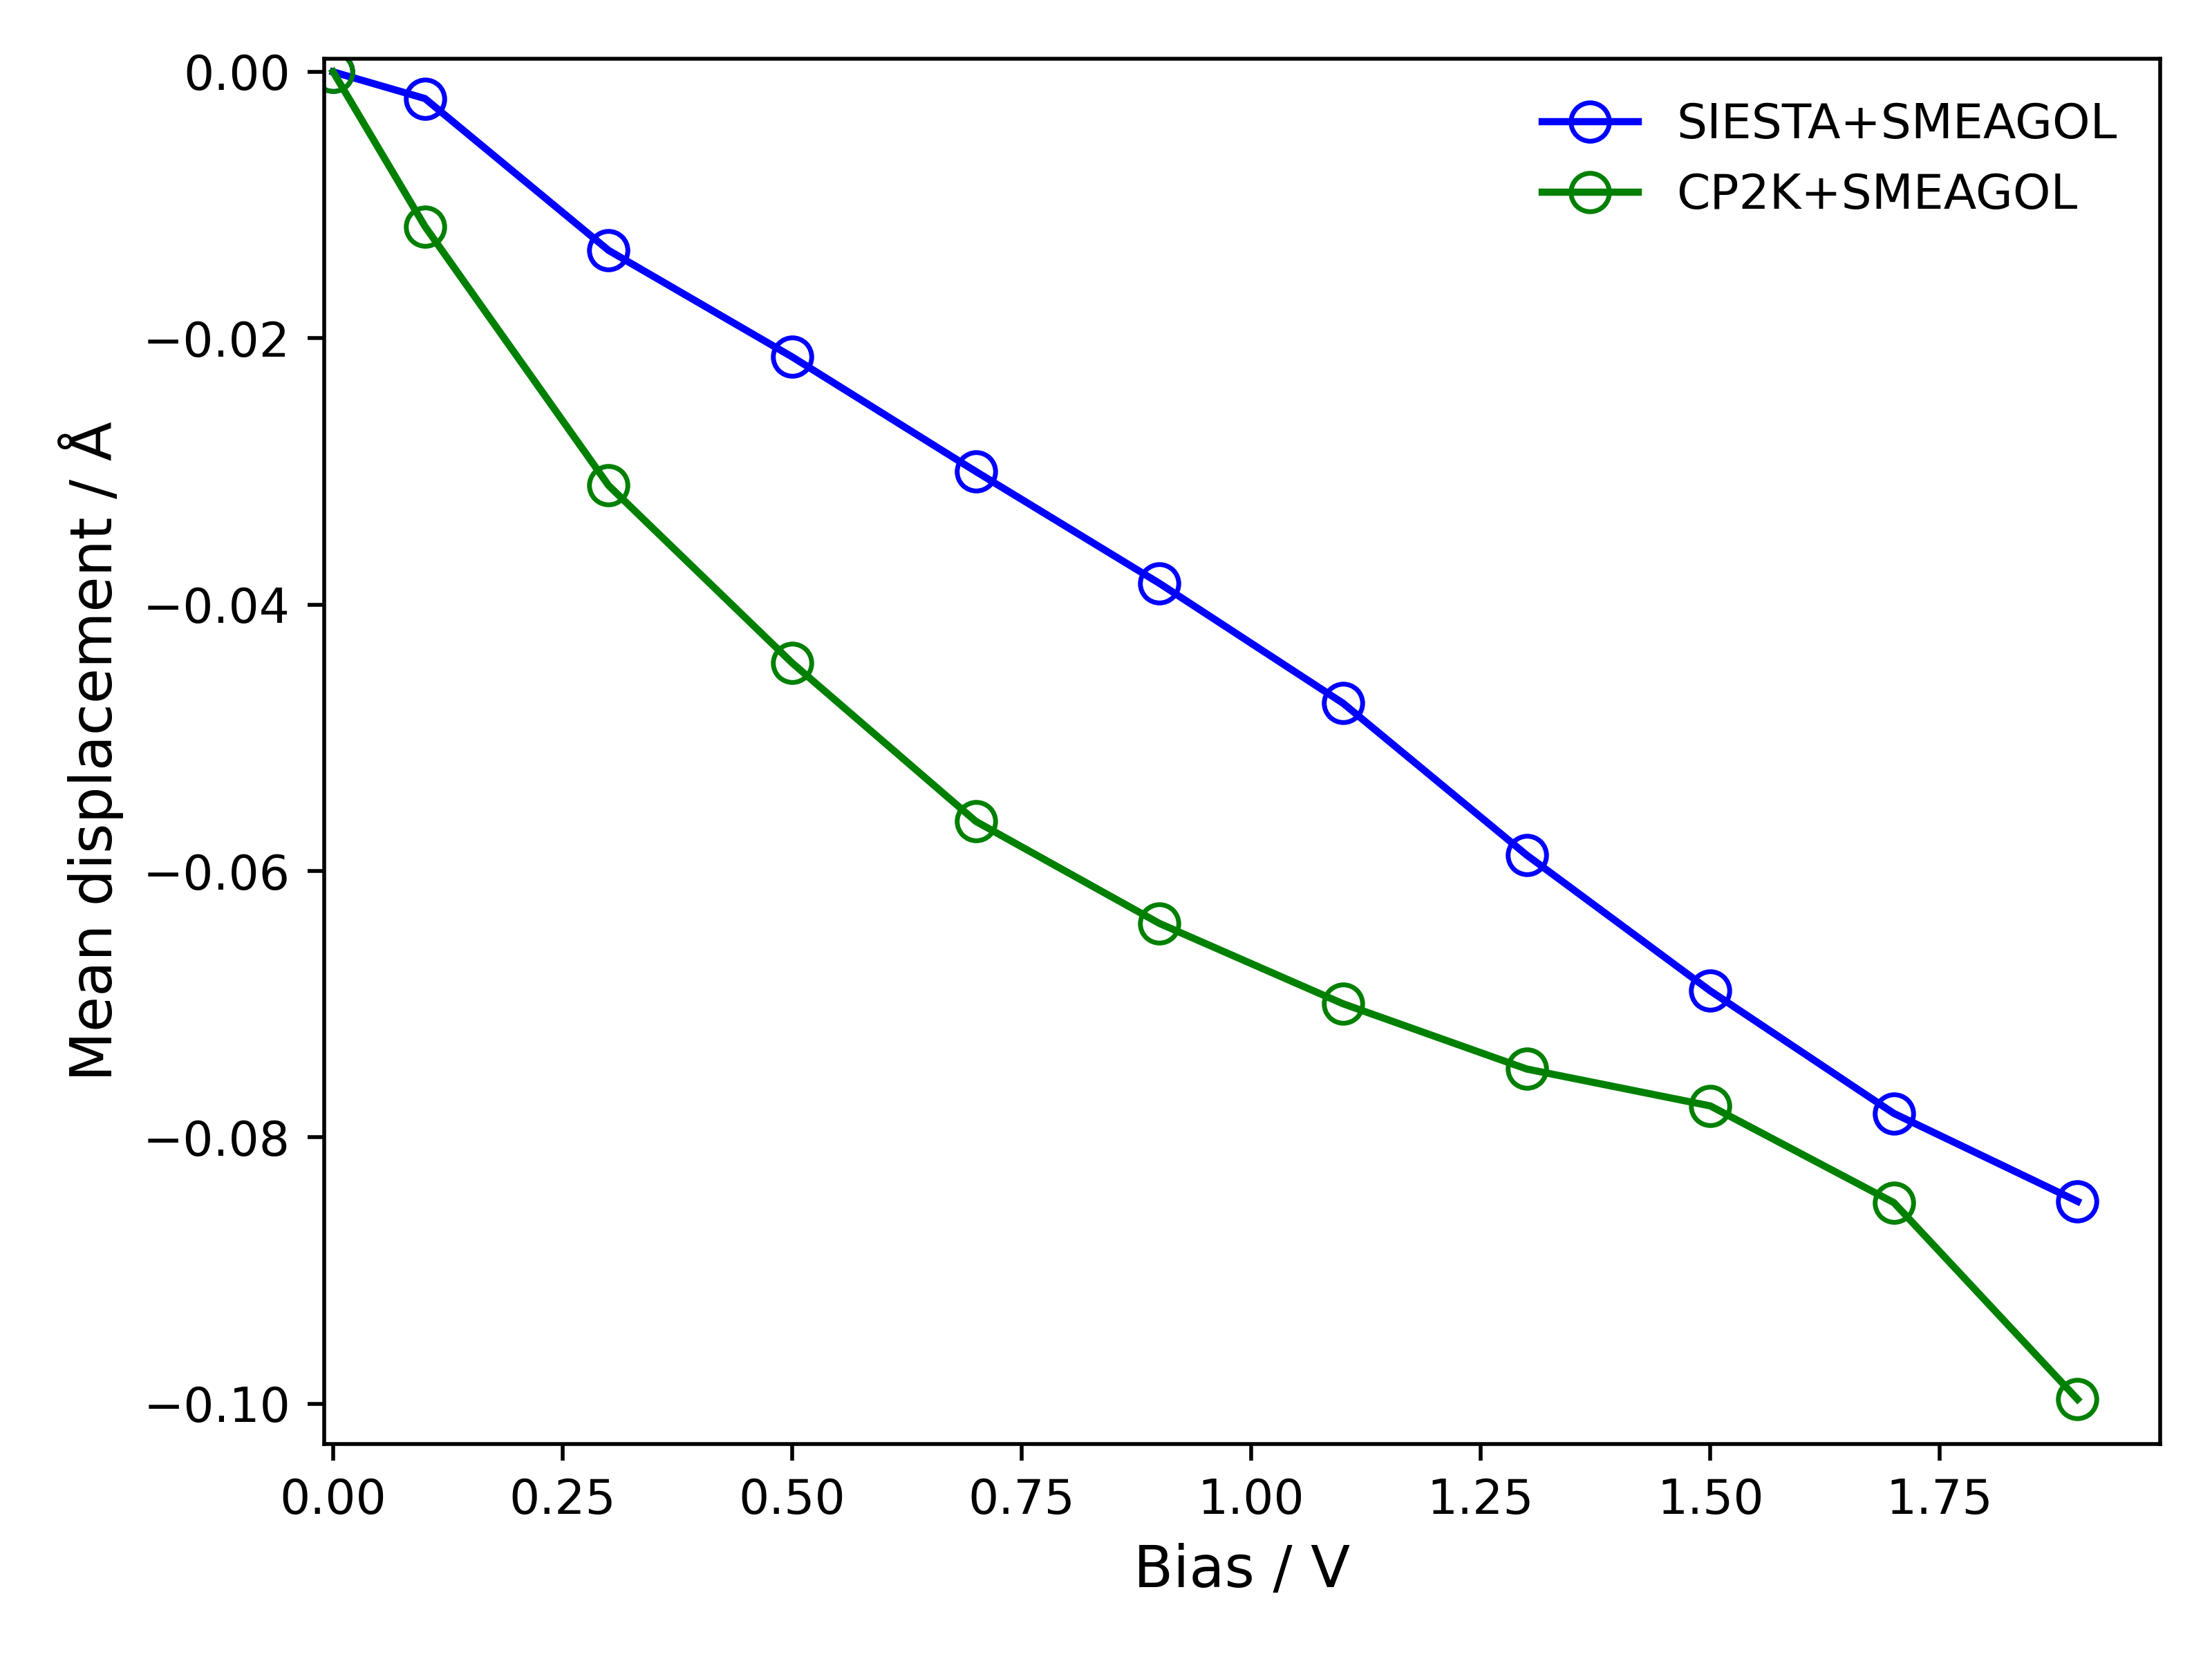 SIESTA+SMEAGOL
CP2K+SMEAGOL
0.00
−0.02
−0.04
−0.06
−0.08
−0.10
Mean displacement / Å
0.00 0.25 0.50 0.75 1.00 1.25 1.50 1.75
Bias / V